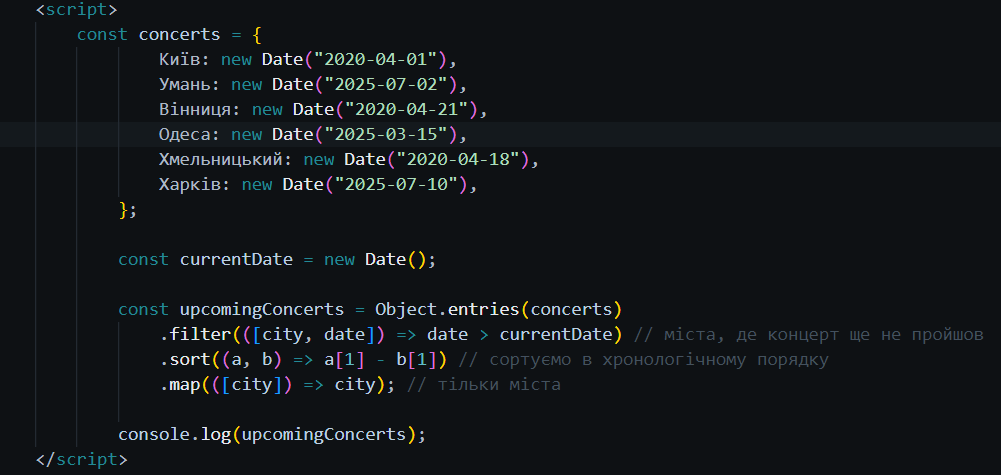 <script>
const concerts = {
Київ: new Date("2020-04-01"),
Умань: new Date("2025-07-02"),
Вінниця: new Date("2020-04-21"),
Одеса: new Date("2025-03-15"),
Хмельницький: new Date("2020-04-18"),
Харків: new Date("2025-07-10"),
};
const currentDate = new Date();
const upcomingConcerts = Object.entries(concerts)
.filter(([city, date]) => date > currentDate) // міста, де концерт ще не пройшов
.sort((a, b) => a[1] - b[1]) // сортуємо в хронологічному порядку
.map(([city]) => city); // тільки міста
console.log(upcomingConcerts);
</script>